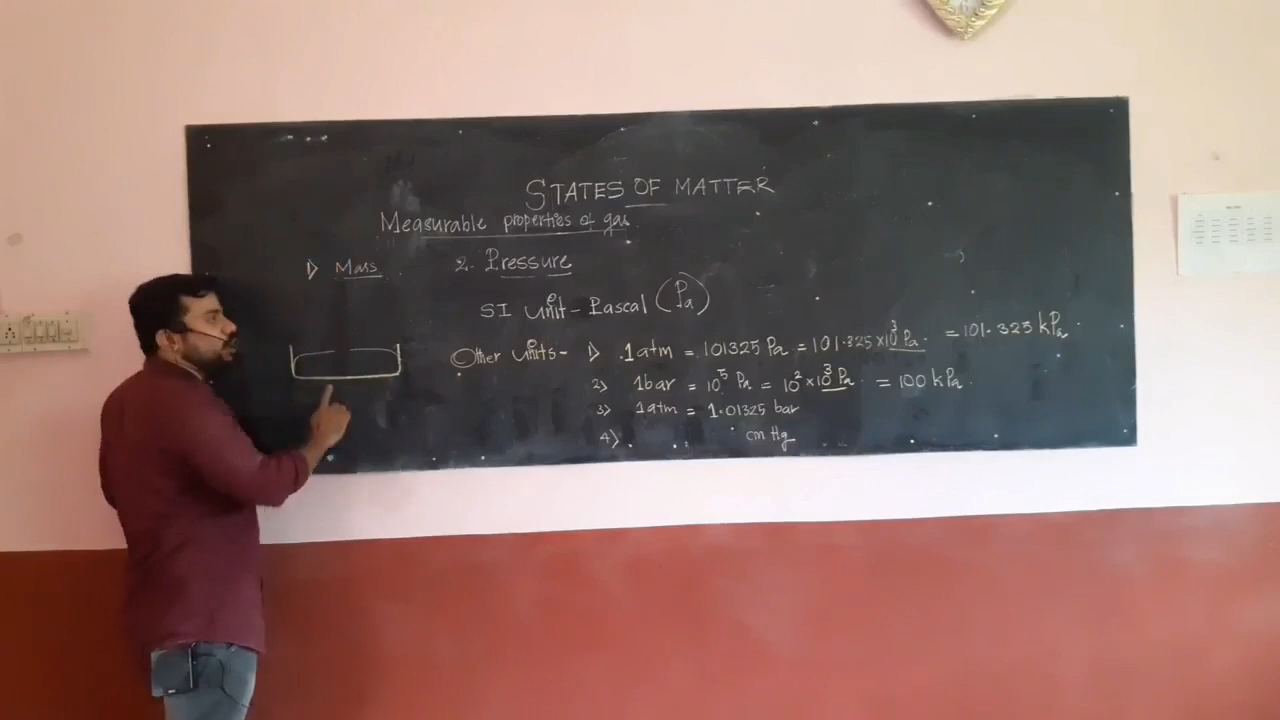 STATES OF MATTER
Measurable properties of gas
1) Mass
2. Pressure
SI Unit - Pascal (Pa)
Other Units - 1) 1atm = 101325 Pa = 101.325 × 10³ Pa = 101.325 kPa
2) 1bar = 10⁵ Pa = 10² × 10³ Pa = 100 kPa
3) 1atm = 1.01325 bar
4) cm Hg